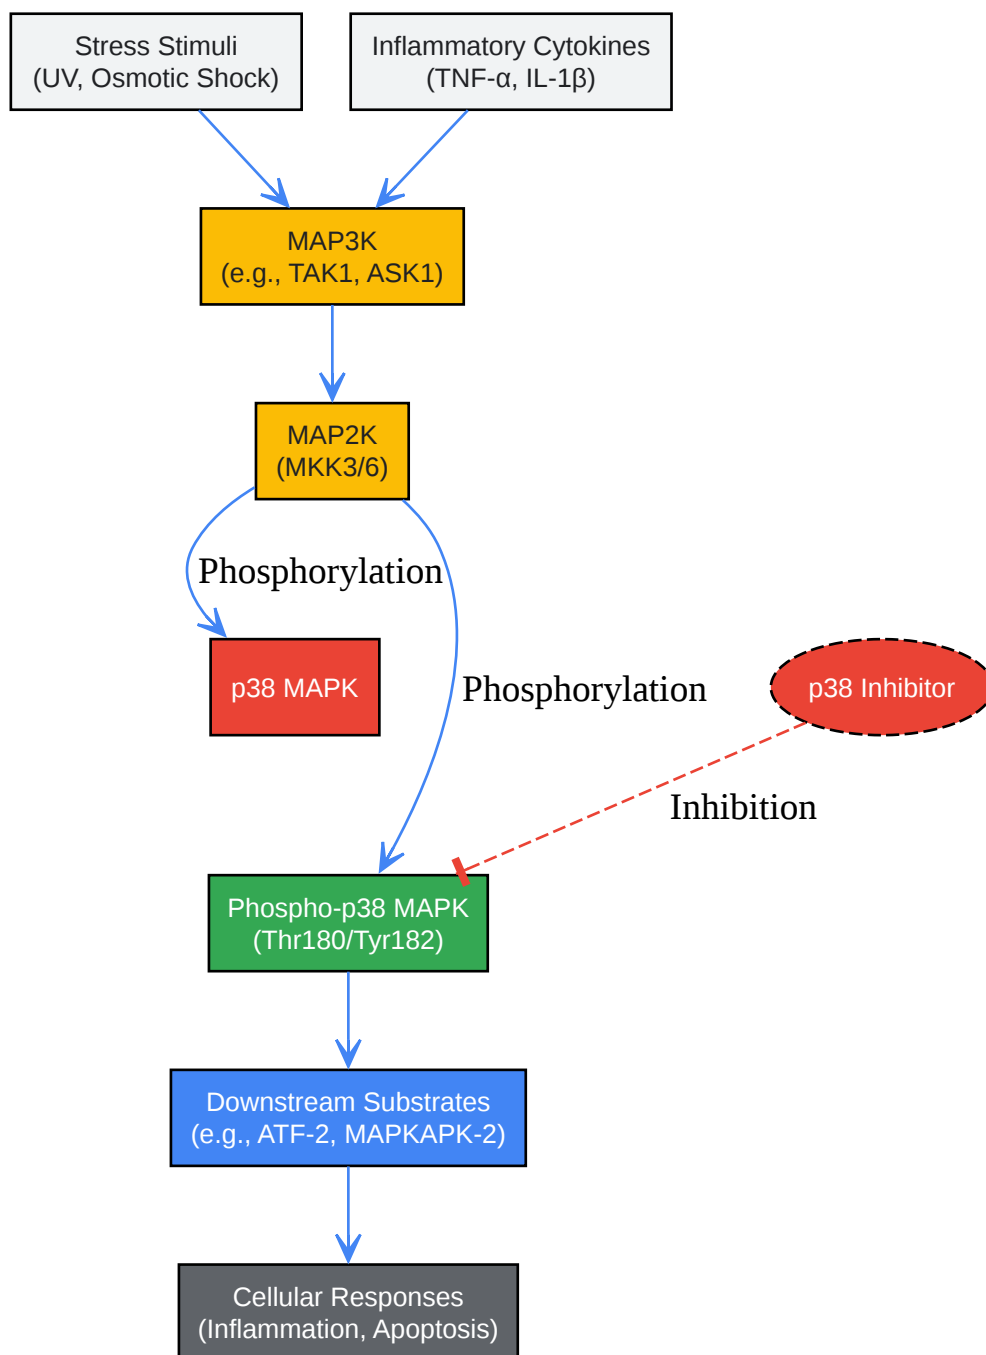 Stress Stimuli
(UV, Osmotic Shock)
Inflammatory Cytokines
(TNF-α, IL-1β)
MAP3K
(e.g., TAK1, ASK1)
MAP2K
(MKK3/6)
Phosphorylation
p38 MAPK
Phosphorylation
p38 Inhibitor
Inhibition
Phospho-p38 MAPK
(Thr180/Tyr182)
Downstream Substrates
(e.g., ATF-2, MAPKAPK-2)
Cellular Responses
(Inflammation, Apoptosis)